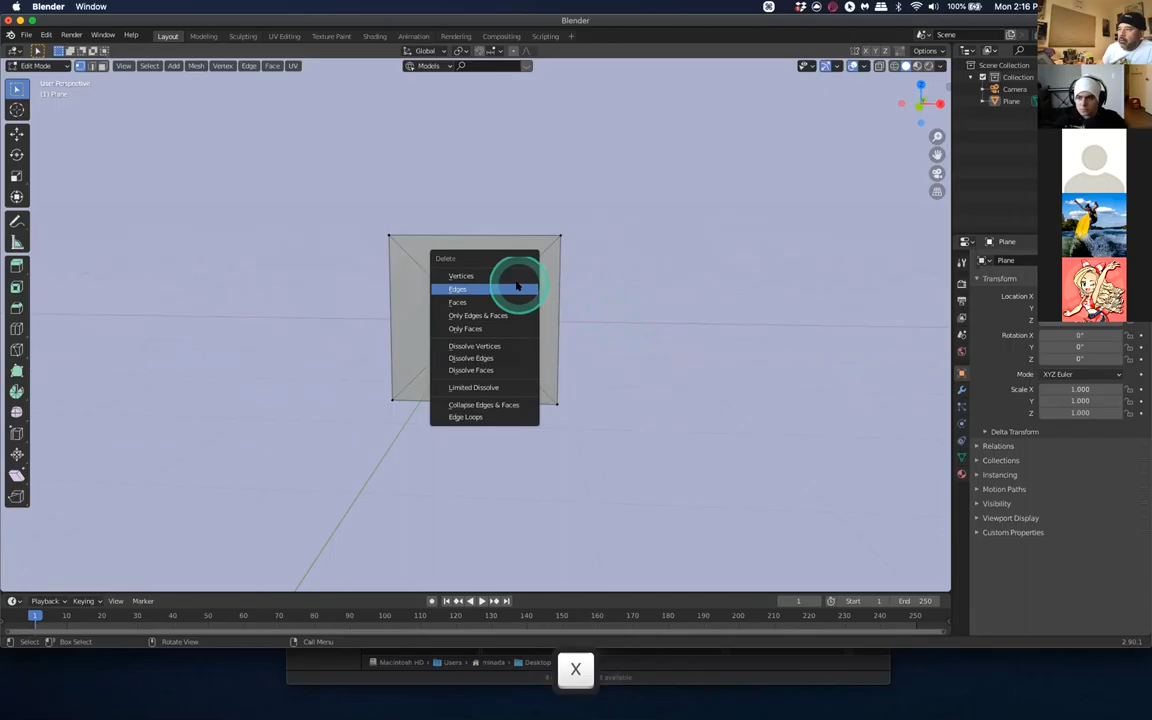 Blender Window
100%
Mon 2:16 P
Blender
File Edit Render Window Help
Layout Modeling Sculpting UV Editing Texture Paint Shading Animation Rendering Compositing Scripting +
Scene
Global
X Y Z Options
Edit Mode View Select Add Mesh Vertex Edge Face UV
Models
Scene Collection
Collection
Camera
Plane
User Perspective
(1) Plane
X
Delete
Vertices
Edges
Faces
Only Edges & Faces
Only Faces
Dissolve Vertices
Dissolve Edges
Dissolve Faces
Limited Dissolve
Collapse Edges & Faces
Edge Loops
Plane
Plane
Transform
Location X
Y
Z
Rotation X 0°
Y 0°
Z 0°
Mode XYZ Euler
Scale X 1.000
Y 1.000
Z 1.000
Delta Transform
Relations
Collections
Instancing
Motion Paths
Visibility
Viewport Display
Custom Properties
Playback Keying View Marker
1 Start 1 End 250
1 10 20 30 40 50 60 70 80 90 100 110 120 130 140 150 160 170 180 190 200 210 220 230 240 250
Select Box Select Rotate View Call Menu 2.90.1
Macintosh HD Users minada Desktop
X
available